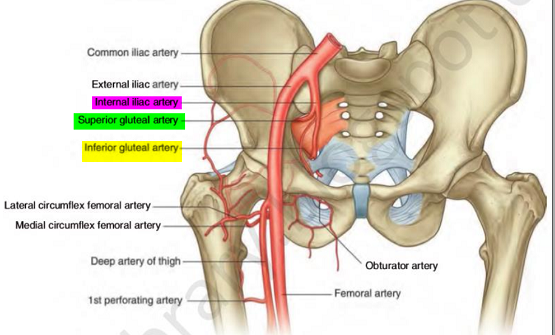 Common iliac artery
External iliac artery
Internal iliac artery
Superior gluteal artery
Inferior gluteal artery
Lateral circumflex femoral artery
Medial circumflex femoral artery
Deep artery of thigh
Obturator artery
1st perforating artery
Femoral artery